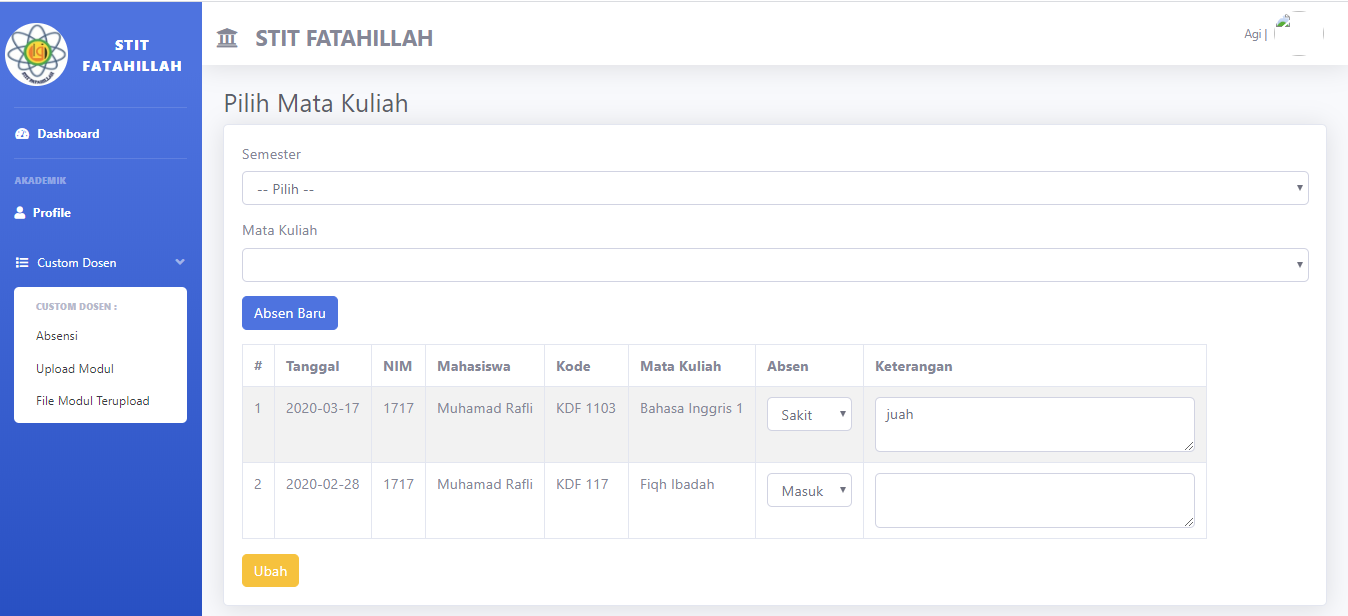 STIT
FATAHILLAH
Dashboard
AKADEMIK
Profile
Custom Dosen
CUSTOM DOSEN :
Absensi
Upload Modul
File Modul Terupload
STIT FATAHILLAH
Agi |
Pilih Mata Kuliah
Semester
-- Pilih --
Mata Kuliah
Absen Baru
# Tanggal NIM Mahasiswa Kode Mata Kuliah Absen Keterangan
1 2020-03-17 1717 Muhamad Rafli KDF 1103 Bahasa Inggris 1 Sakit juah
2 2020-02-28 1717 Muhamad Rafli KDF 117 Fiqh Ibadah Masuk
Ubah